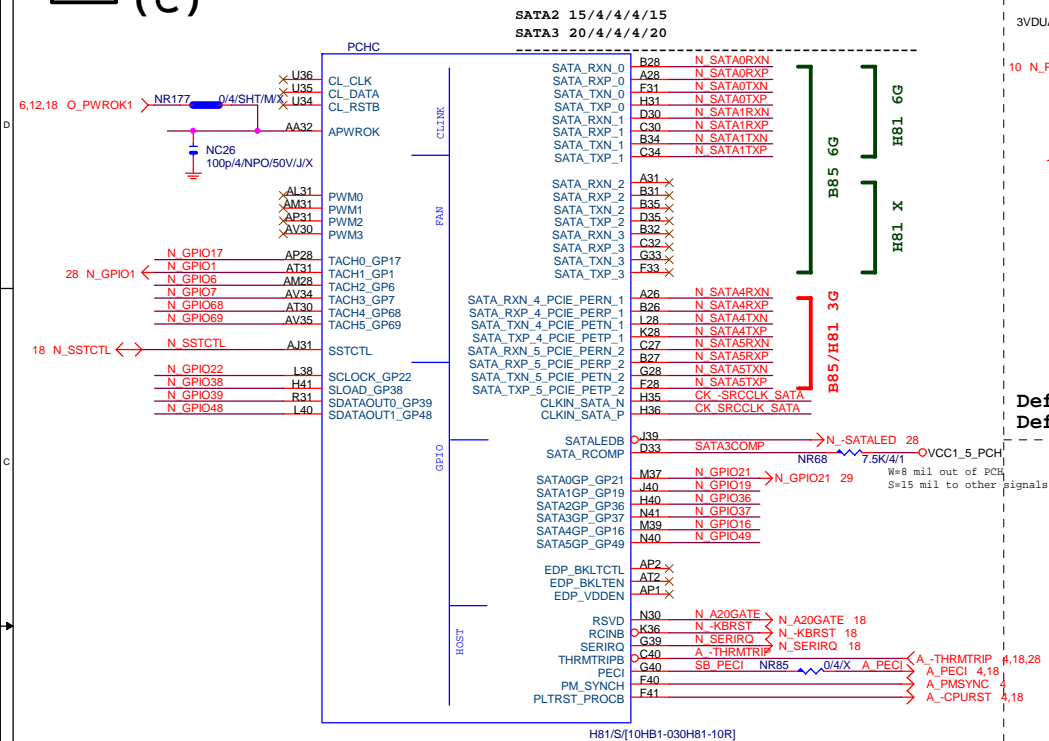 (C)
SATA2 15/4/4/4/15
SATA3 20/4/4/4/20
3VDUA
10 N_P
PCHC
6,12,18 O_PWROK1
NR177 0/4/SHT/M/X
NC26
100p/4/NPO/50V/J/X
U36 CL_CLK
U35 CL_DATA
U34 CL_RSTB
AA32 APWROK
CLINK
AL31 PWM0
AM31 PWM1
AP31 PWM2
AV30 PWM3
FAN
N_GPIO17 AP28 TACH0_GP17
28 N_GPIO1 N_GPIO1 AT31 TACH1_GP1
N_GPIO6 AM28 TACH2_GP6
N_GPIO7 AV34 TACH3_GP7
N_GPIO68 AT30 TACH4_GP68
N_GPIO69 AV35 TACH5_GP69
18 N_SSTCTL N_SSTCTL AJ31 SSTCTL
N_GPIO22 L38 SCLOCK_GP22
N_GPIO38 H41 SLOAD_GP38
N_GPIO39 R31 SDATAOUT0_GP39
N_GPIO48 L40 SDATAOUT1_GP48
GPIO
HOST
SATA_RXN_0 B28 N_SATA0RXN
SATA_RXP_0 A28 N_SATA0RXP
SATA_TXN_0 F31 N_SATA0TXN
SATA_TXP_0 H31 N_SATA0TXP
SATA_RXN_1 D30 N_SATA1RXN
SATA_RXP_1 C30 N_SATA1RXP
SATA_TXN_1 B34 N_SATA1TXN
SATA_TXP_1 C34 N_SATA1TXP
SATA_RXN_2 A31
SATA_RXP_2 B31
SATA_TXN_2 B35
SATA_TXP_2 D35
SATA_RXN_3 B32
SATA_RXP_3 C32
SATA_TXN_3 G33
SATA_TXP_3 F33
B85 6G
H81 6G
H81 X
SATA_RXN_4_PCIE_PERN_1 A26 N_SATA4RXN
SATA_RXP_4_PCIE_PERP_1 B26 N_SATA4RXP
SATA_TXN_4_PCIE_PETN_1 L28 N_SATA4TXN
SATA_TXP_4_PCIE_PETP_1 K28 N_SATA4TXP
SATA_RXN_5_PCIE_PERN_2 C27 N_SATA5RXN
SATA_RXP_5_PCIE_PERP_2 B27 N_SATA5RXP
SATA_TXN_5_PCIE_PETN_2 G28 N_SATA5TXN
SATA_TXP_5_PCIE_PETP_2 F28 N_SATA5TXP
B85/H81 3G
CLKIN_SATA_N H35 CK_-SRCCLK_SATA
CLKIN_SATA_P H36 CK_SRCCLK_SATA
Def
Def
SATALEDB J39 N_-SATALED 28
SATA_RCOMP D33 SATA3COMP NR68 7.5K/4/1 VCC1_5_PCH
W=8 mil out of PCH
S=15 mil to other signals
SATA0GP_GP21 M37 N_GPIO21 N_GPIO21 29
SATA1GP_GP19 J40 N_GPIO19
SATA2GP_GP36 H40 N_GPIO36
SATA3GP_GP37 N41 N_GPIO37
SATA4GP_GP16 M39 N_GPIO16
SATA5GP_GP49 N40 N_GPIO49
EDP_BKLTCTL AP2
EDP_BKLTEN AT2
EDP_VDDEN AP1
RSVD N30 N_A20GATE N_A20GATE 18
RCINB K36 N_-KBRST N_-KBRST 18
SERIRQ G39 N_SERIRQ N_SERIRQ 18
THRMTRIPB C40 A_-THRMTRIP A_-THRMTRIP 4,18,28
PECI G40 SB_PECI NR85 0/4/X A_PECI A_PECI 4,18
PM_SYNCH F40 A_PMSYNC 4
PLTRST_PROCB F41 A_-CPURST 4,18
H81/S/[10HB1-030H81-10R]
D
C